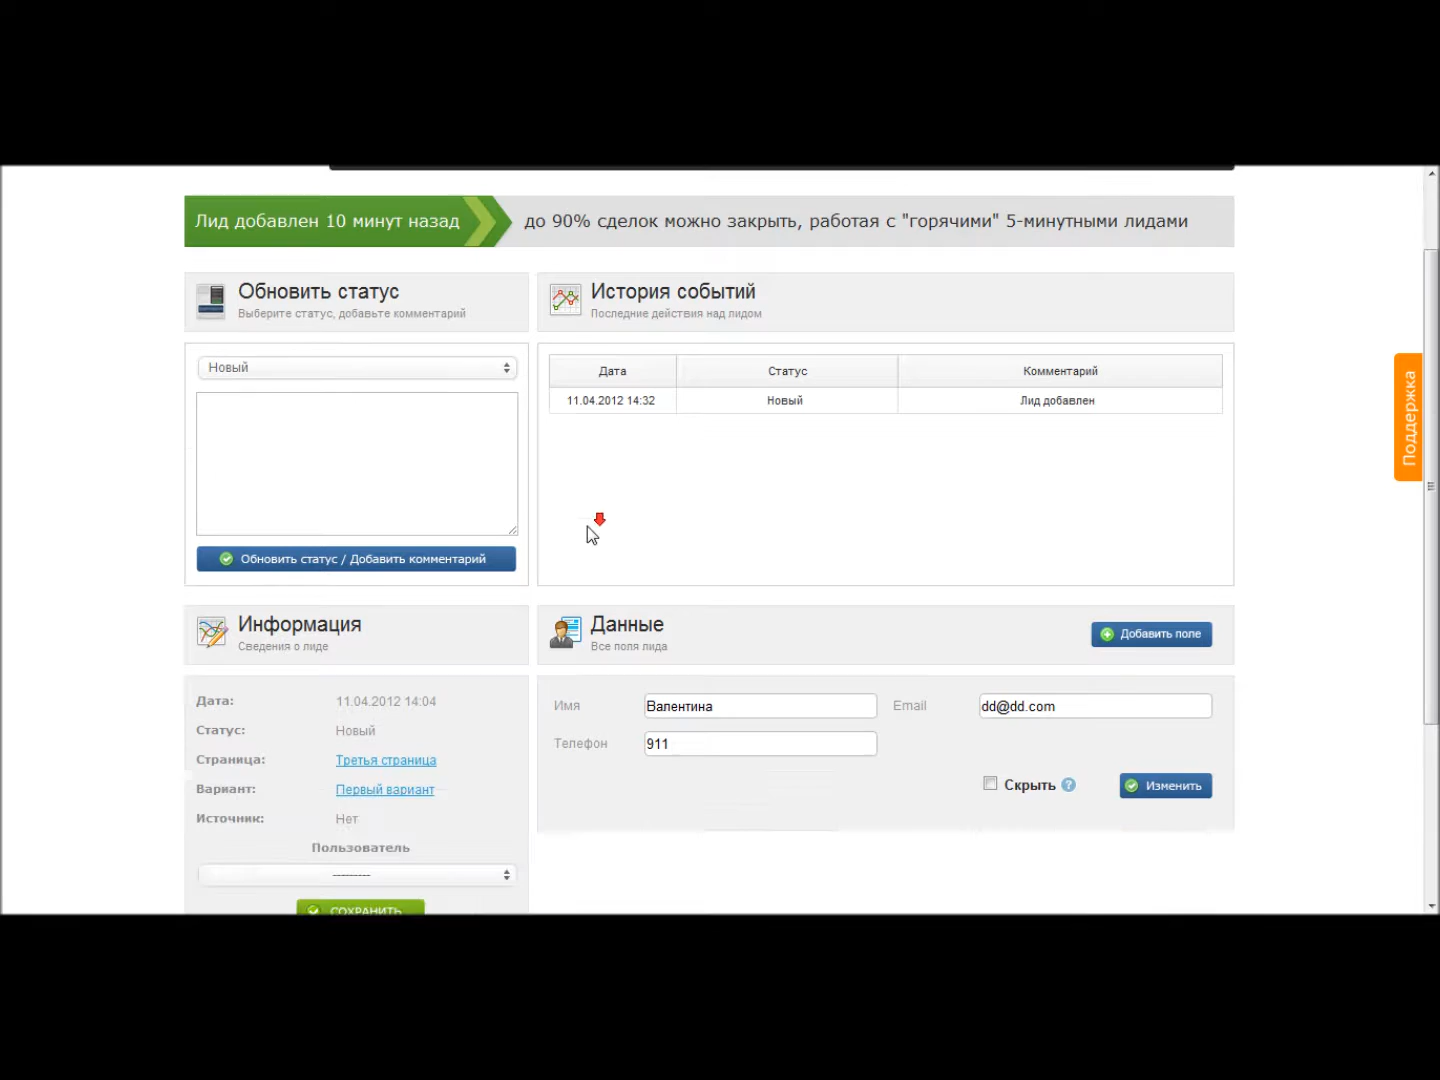 Лид добавлен 10 минут назад
до 90% сделок можно закрыть, работая с "горячими" 5-минутными лидами
Обновить статус
Выберите статус, добавьте комментарий
История событий
Последние действия над лидом
Новый
Дата Статус Комментарий
11.04.2012 14:32 Новый Лид добавлен
Поддержка
Обновить статус / Добавить комментарий
Информация
Сведения о лиде
Данные
Все поля лида
Добавить поле
Дата: 11.04.2012 14:04
Статус: Новый
Страница: Третья страница
Вариант: Первый вариант
Источник: Нет
Пользователь
---------
СОХРАНИТЬ
Имя Валентина Email dd@dd.com
Телефон 911
Скрыть ? Изменить